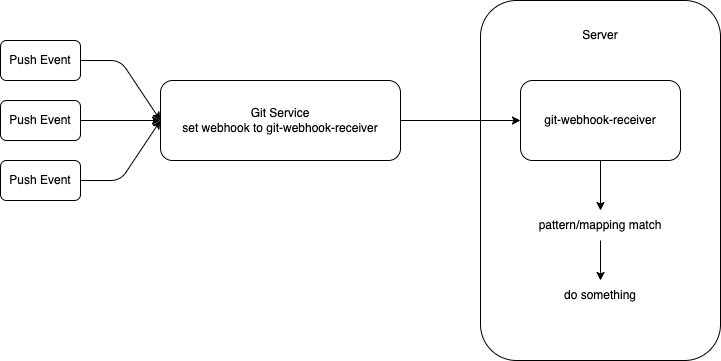 Push Event
Push Event
Push Event
Git Service
set webhook to git-webhook-receiver
Server
git-webhook-receiver
pattern/mapping match
do something